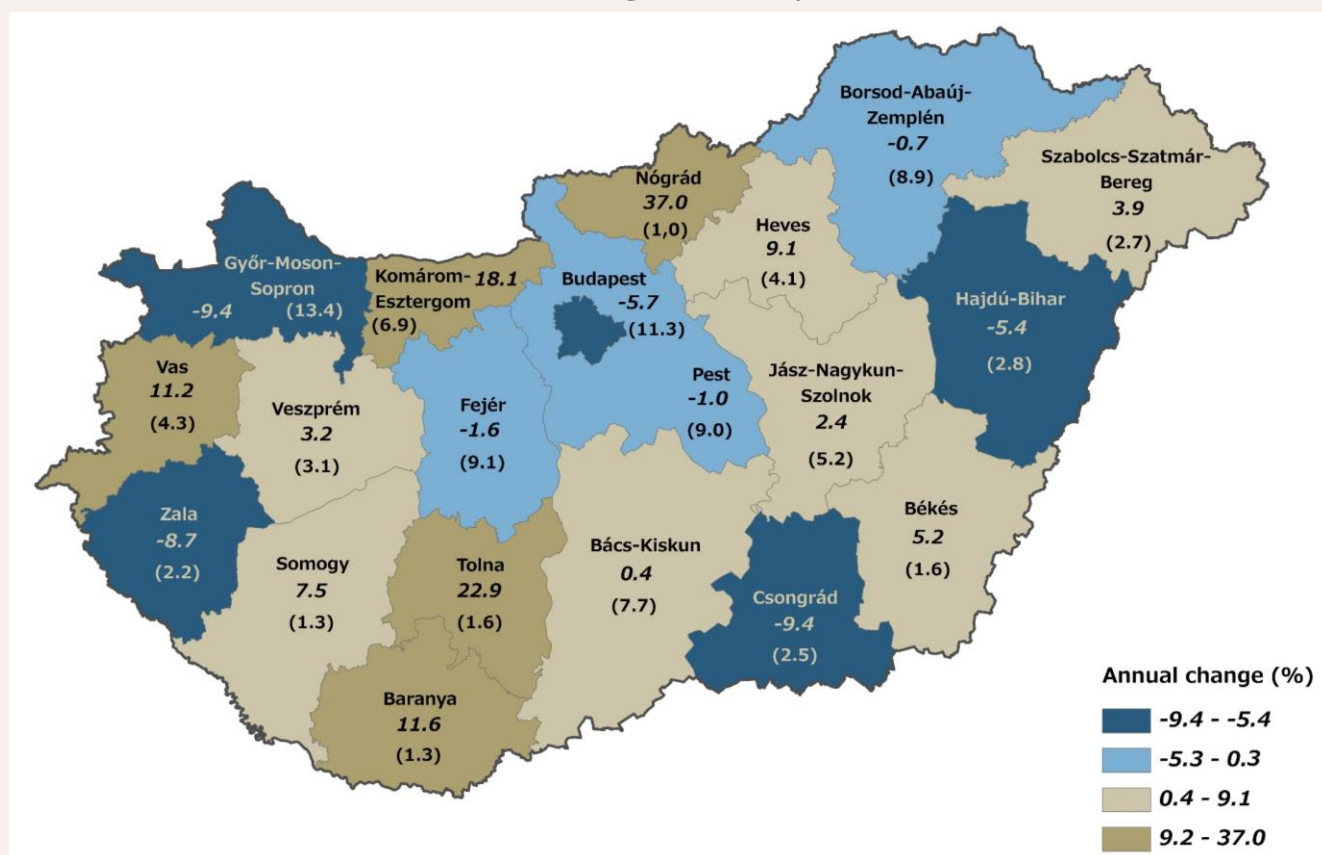 Borsod-Abaúj-
Zemplén
-0.7
(8.9)
Szabolcs-Szatmár-
Bereg
3.9
(2.7)
Nógrád
37.0
(1,0)
Heves
9.1
(4.1)
Győr-Moson-
Sopron
-9.4 (13.4)
Komárom- 18.1
Esztergom
(6.9)
Budapest
-5.7
(11.3)
Hajdú-Bihar
-5.4
(2.8)
Vas
11.2
(4.3)
Veszprém
3.2
(3.1)
Fejér
-1.6
(9.1)
Pest
-1.0
(9.0)
Jász-Nagykun-
Szolnok
2.4
(5.2)
Zala
-8.7
(2.2)
Somogy
7.5
(1.3)
Tolna
22.9
(1.6)
Bács-Kiskun
0.4
(7.7)
Békés
5.2
(1.6)
Csongrád
-9.4
(2.5)
Baranya
11.6
(1.3)
Annual change (%)
-9.4 - -5.4
-5.3 - 0.3
0.4 - 9.1
9.2 - 37.0